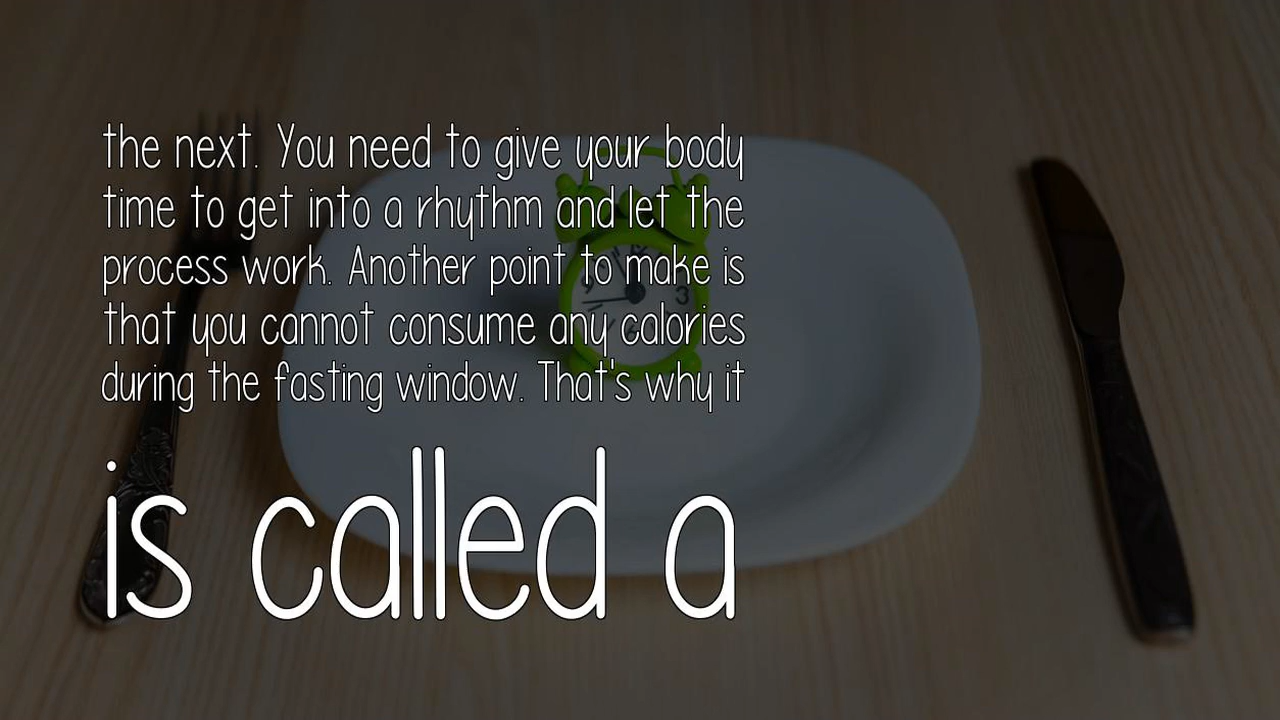 the next. You need to give your body
time to get into a rhythm and let the
process work. Another point to make is
that you cannot consume any calories
during the fasting window. That's why it
is called a